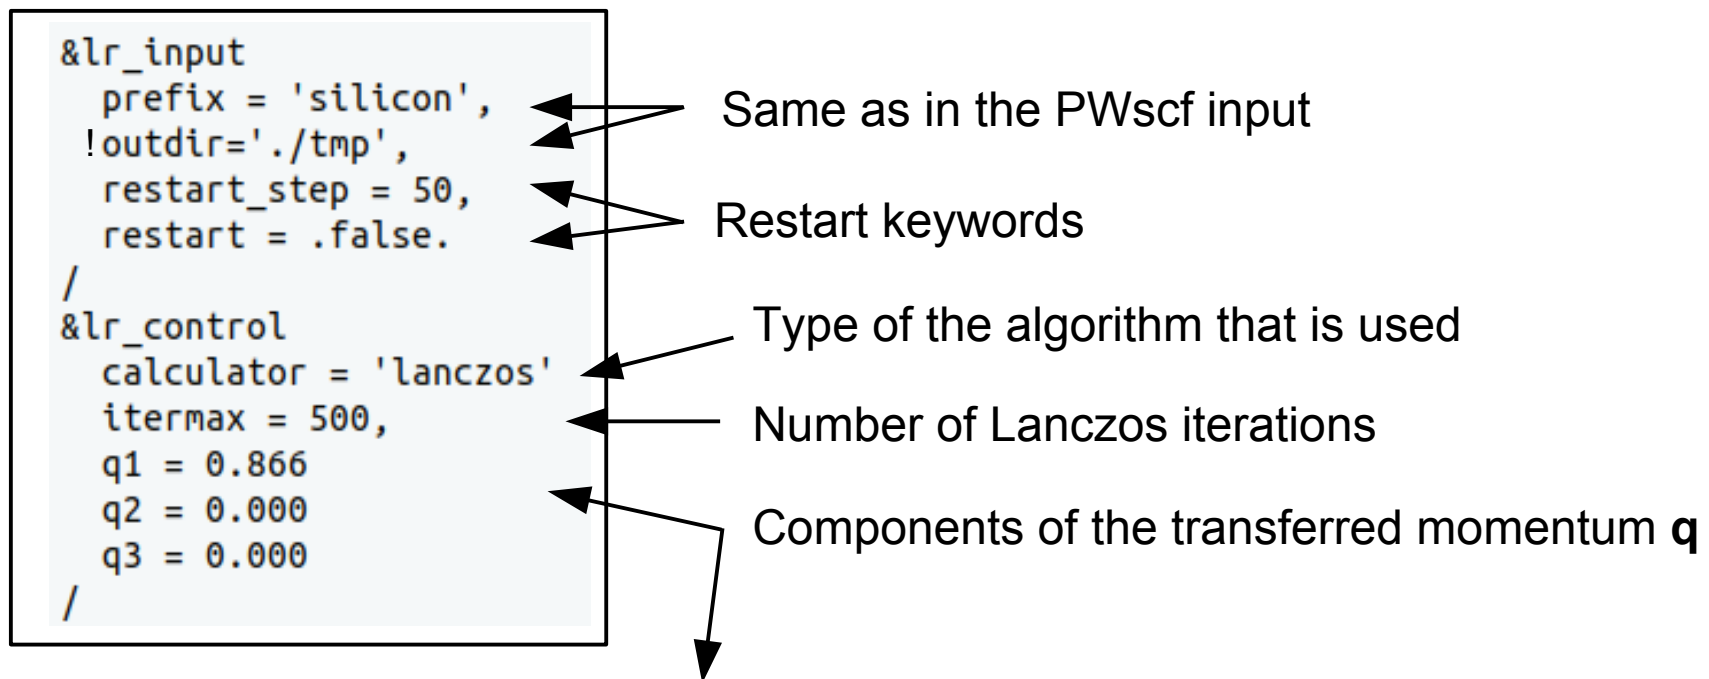 &lr_input
prefix = 'silicon',
!outdir='./tmp',
restart_step = 50,
restart = .false.
/
&lr_control
calculator = 'lanczos'
itermax = 500,
q1 = 0.866
q2 = 0.000
q3 = 0.000
/
Same as in the PWscf input
Restart keywords
Type of the algorithm that is used
Number of Lanczos iterations
Components of the transferred momentum q